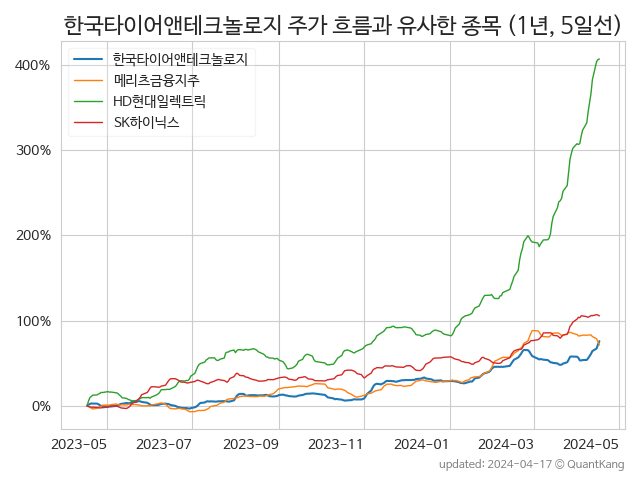 한국타이어앤테크놀로지 주가 흐름과 유사한 종목 (1년, 5일선)
한국타이어앤테크놀로지
메리츠금융지주
HD현대일렉트릭
SK하이닉스
400%
300%
200%
100%
0%
2023-05 2023-07 2023-09 2023-11 2024-01 2024-03 2024-05
updated: 2024-04-17 © QuantKang